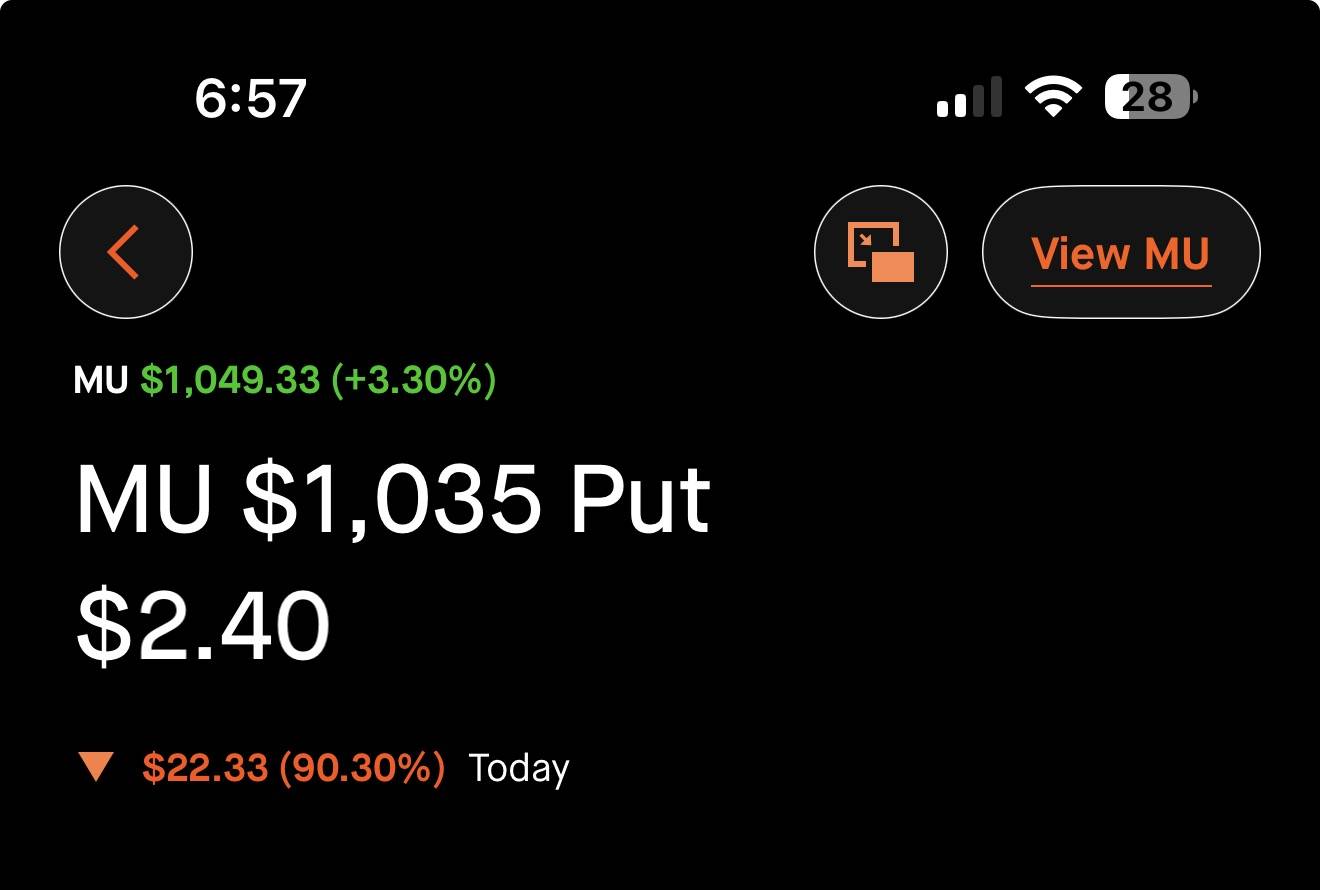 6:57 28
View MU
MU $1,049.33 (+3.30%)
MU $1,035 Put
$2.40
▼ $22.33 (90.30%) Today